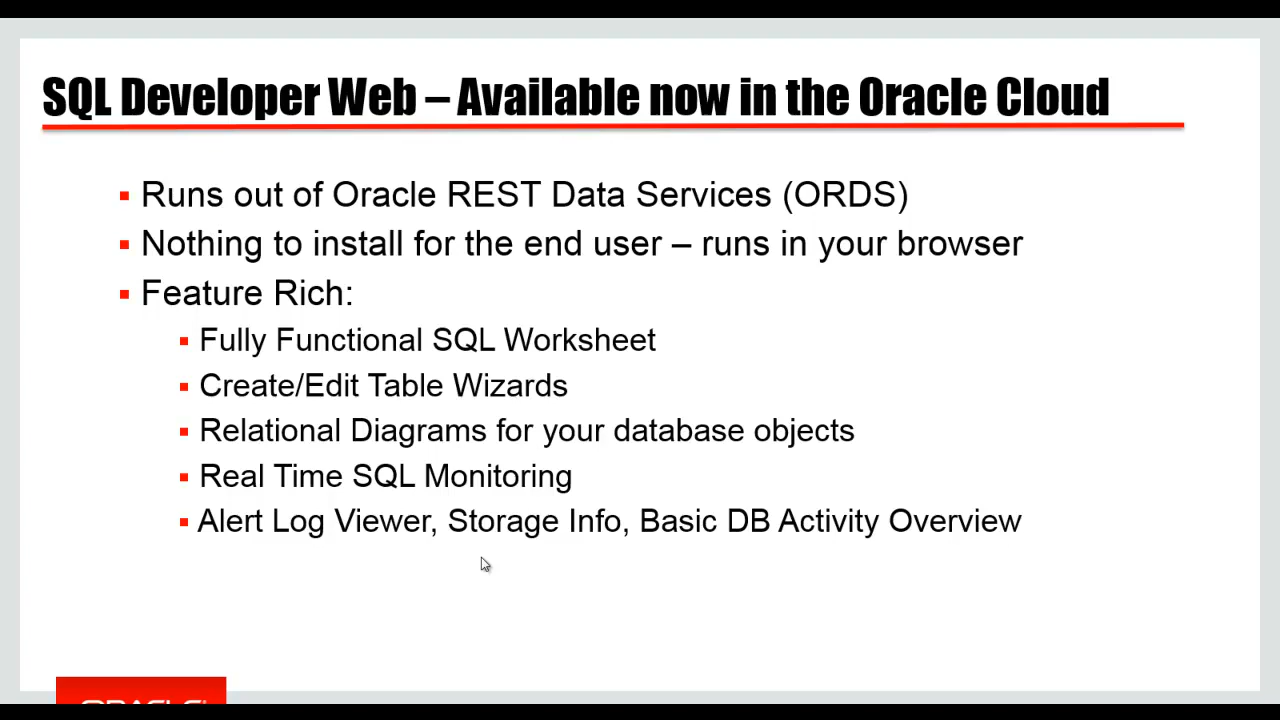 SQL Developer Web – Available now in the Oracle Cloud
Runs out of Oracle REST Data Services (ORDS)
Nothing to install for the end user – runs in your browser
Feature Rich:
Fully Functional SQL Worksheet
Create/Edit Table Wizards
Relational Diagrams for your database objects
Real Time SQL Monitoring
Alert Log Viewer, Storage Info, Basic DB Activity Overview
ORACLE